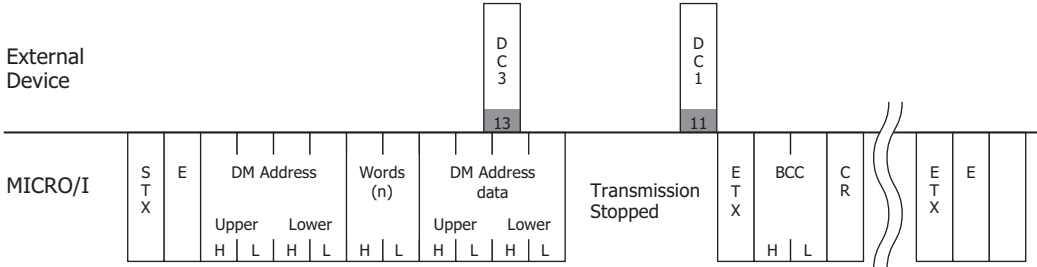 External
Device
D
C
3
13
D
C
1
11
MICRO/I
S
T
X
E
DM Address
Upper Lower
H L H L
Words
(n)
H L
DM Address
data
Upper Lower
H L H L
Transmission
Stopped
E
T
X
BCC
H L
C
R
E
T
X
E